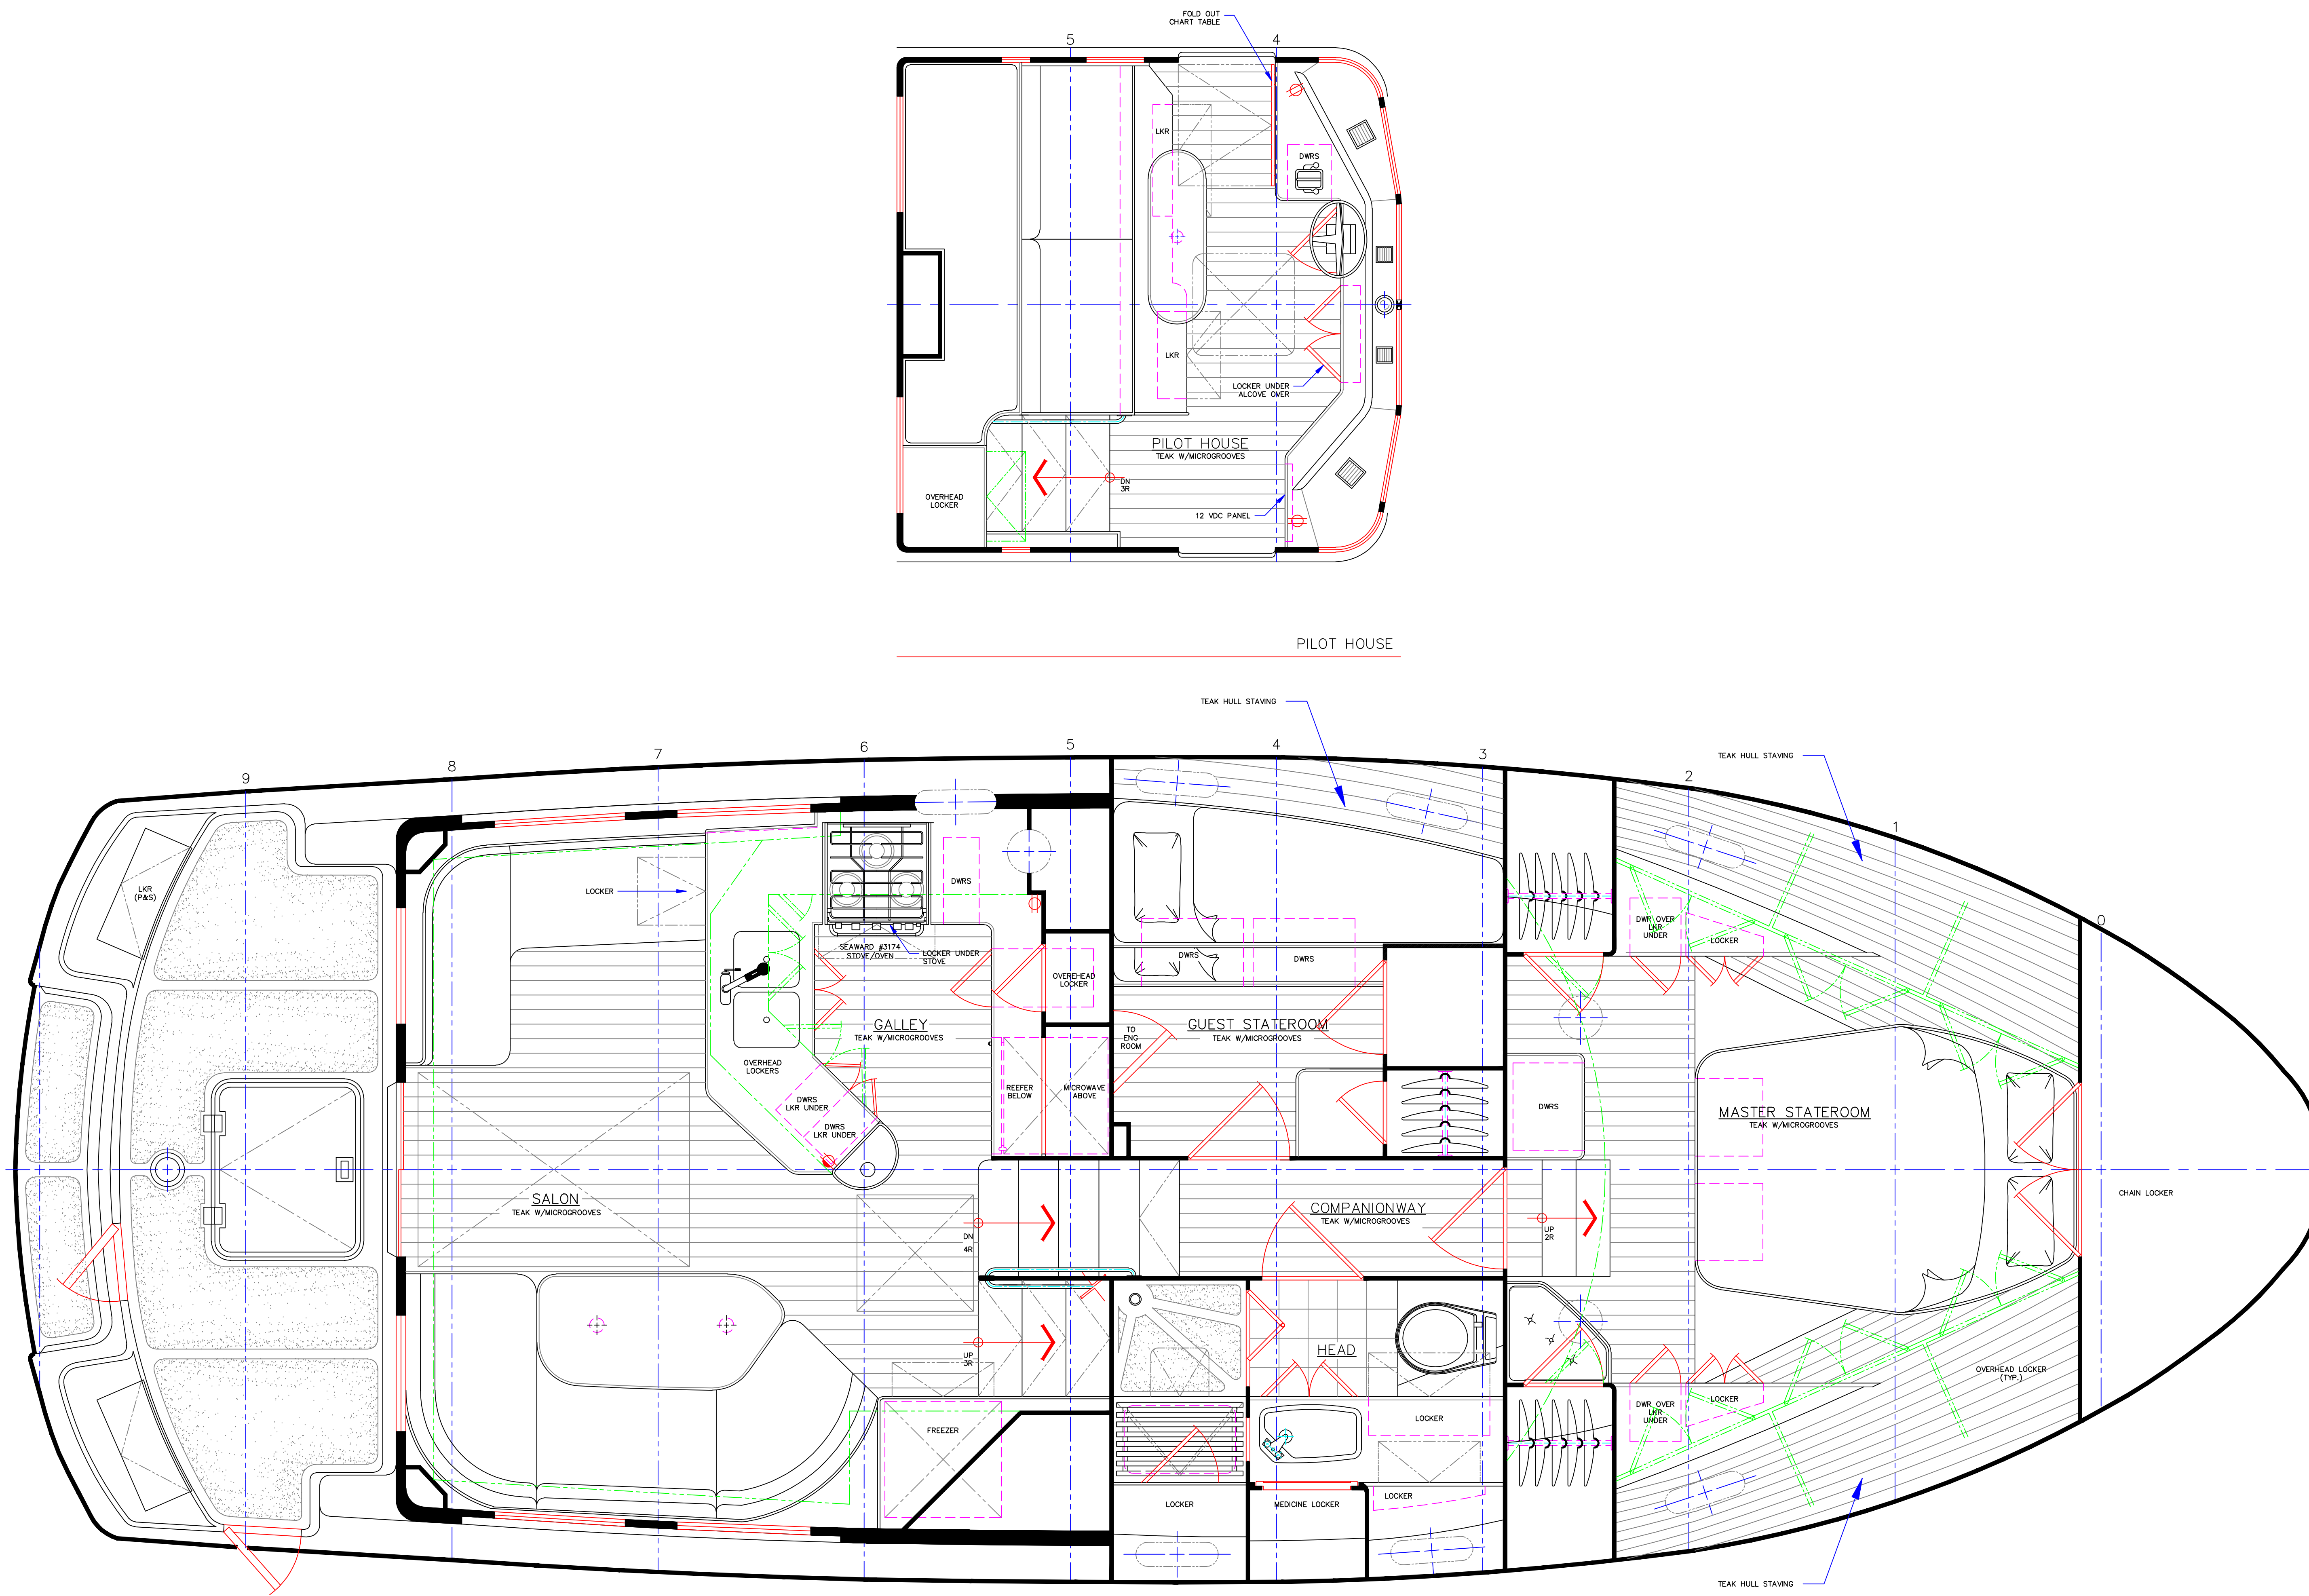 FOLD OUT
CHART TABLE
5
4
LKR
DWRS
LKR
LOCKER UNDER
ALCOVE OVER
PILOT HOUSE
TEAK W/MICROGROOVES
DN
3R
OVERHEAD
LOCKER
12 VDC PANEL
PILOT HOUSE
TEAK HULL STAVING
TEAK HULL STAVING
9
8
7
6
5
4
3
2
1
0
LKR
(P&S)
LOCKER
DWRS
SEAWARD #3174
STOVE/OVEN
LOCKER UNDER
STOVE
OVEREHEAD
LOCKER
DWRS
DWRS
DWR OVER
LKR
UNDER
LOCKER
GALLEY
TEAK W/MICROGROOVES
TO
ENG
ROOM
GUEST STATEROOM
TEAK W/MICROGROOVES
OVERHEAD
LOCKERS
REEFER
BELOW
MICROWAVE
ABOVE
DWRS
LKR UNDER
DWRS
LKR UNDER
DWRS
MASTER STATEROOM
TEAK W/MICROGROOVES
SALON
TEAK W/MICROGROOVES
COMPANIONWAY
TEAK W/MICROGROOVES
CHAIN LOCKER
DN
4R
UP
2R
UP
3R
HEAD
OVERHEAD LOCKER
(TYP.)
DWR OVER
LKR
UNDER
LOCKER
FREEZER
LOCKER
LOCKER
LOCKER
MEDICINE LOCKER
TEAK HULL STAVING